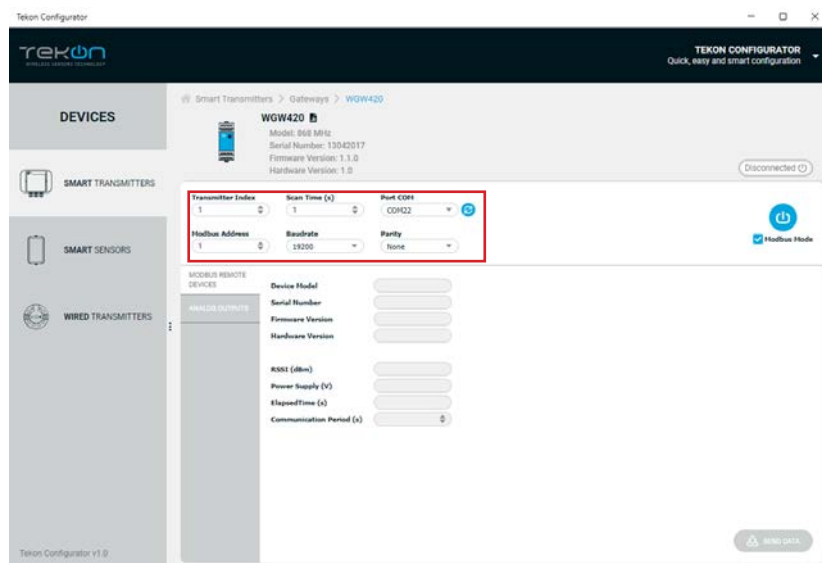 Tekon Configurator
TEKON
WIRELESS SENSORS TECHNOLOGY
TEKON CONFIGURATOR
Quick, easy and smart configuration
DEVICES
SMART TRANSMITTERS
SMART SENSORS
WIRED TRANSMITTERS
Tekon Configurator v1.0
Smart Transmitters > Gateways > WGW420
WGW420
Model: 868 MHz
Serial Number: 13042017
Firmware Version: 1.1.0
Hardware Version: 1.0
Disconnected
Transmitter Index Scan Time (s) Port COM
1 1 COM22
Modbus Address Baudrate Parity
1 19200 None
Modbus Mode
MODBUS REMOTE
DEVICES
ANALOG OUTPUTS
Device Model
Serial Number
Firmware Version
Hardware Version
RSSI (dBm)
Power Supply (V)
ElapsedTime (s)
Communication Period (s)
SEND DATA